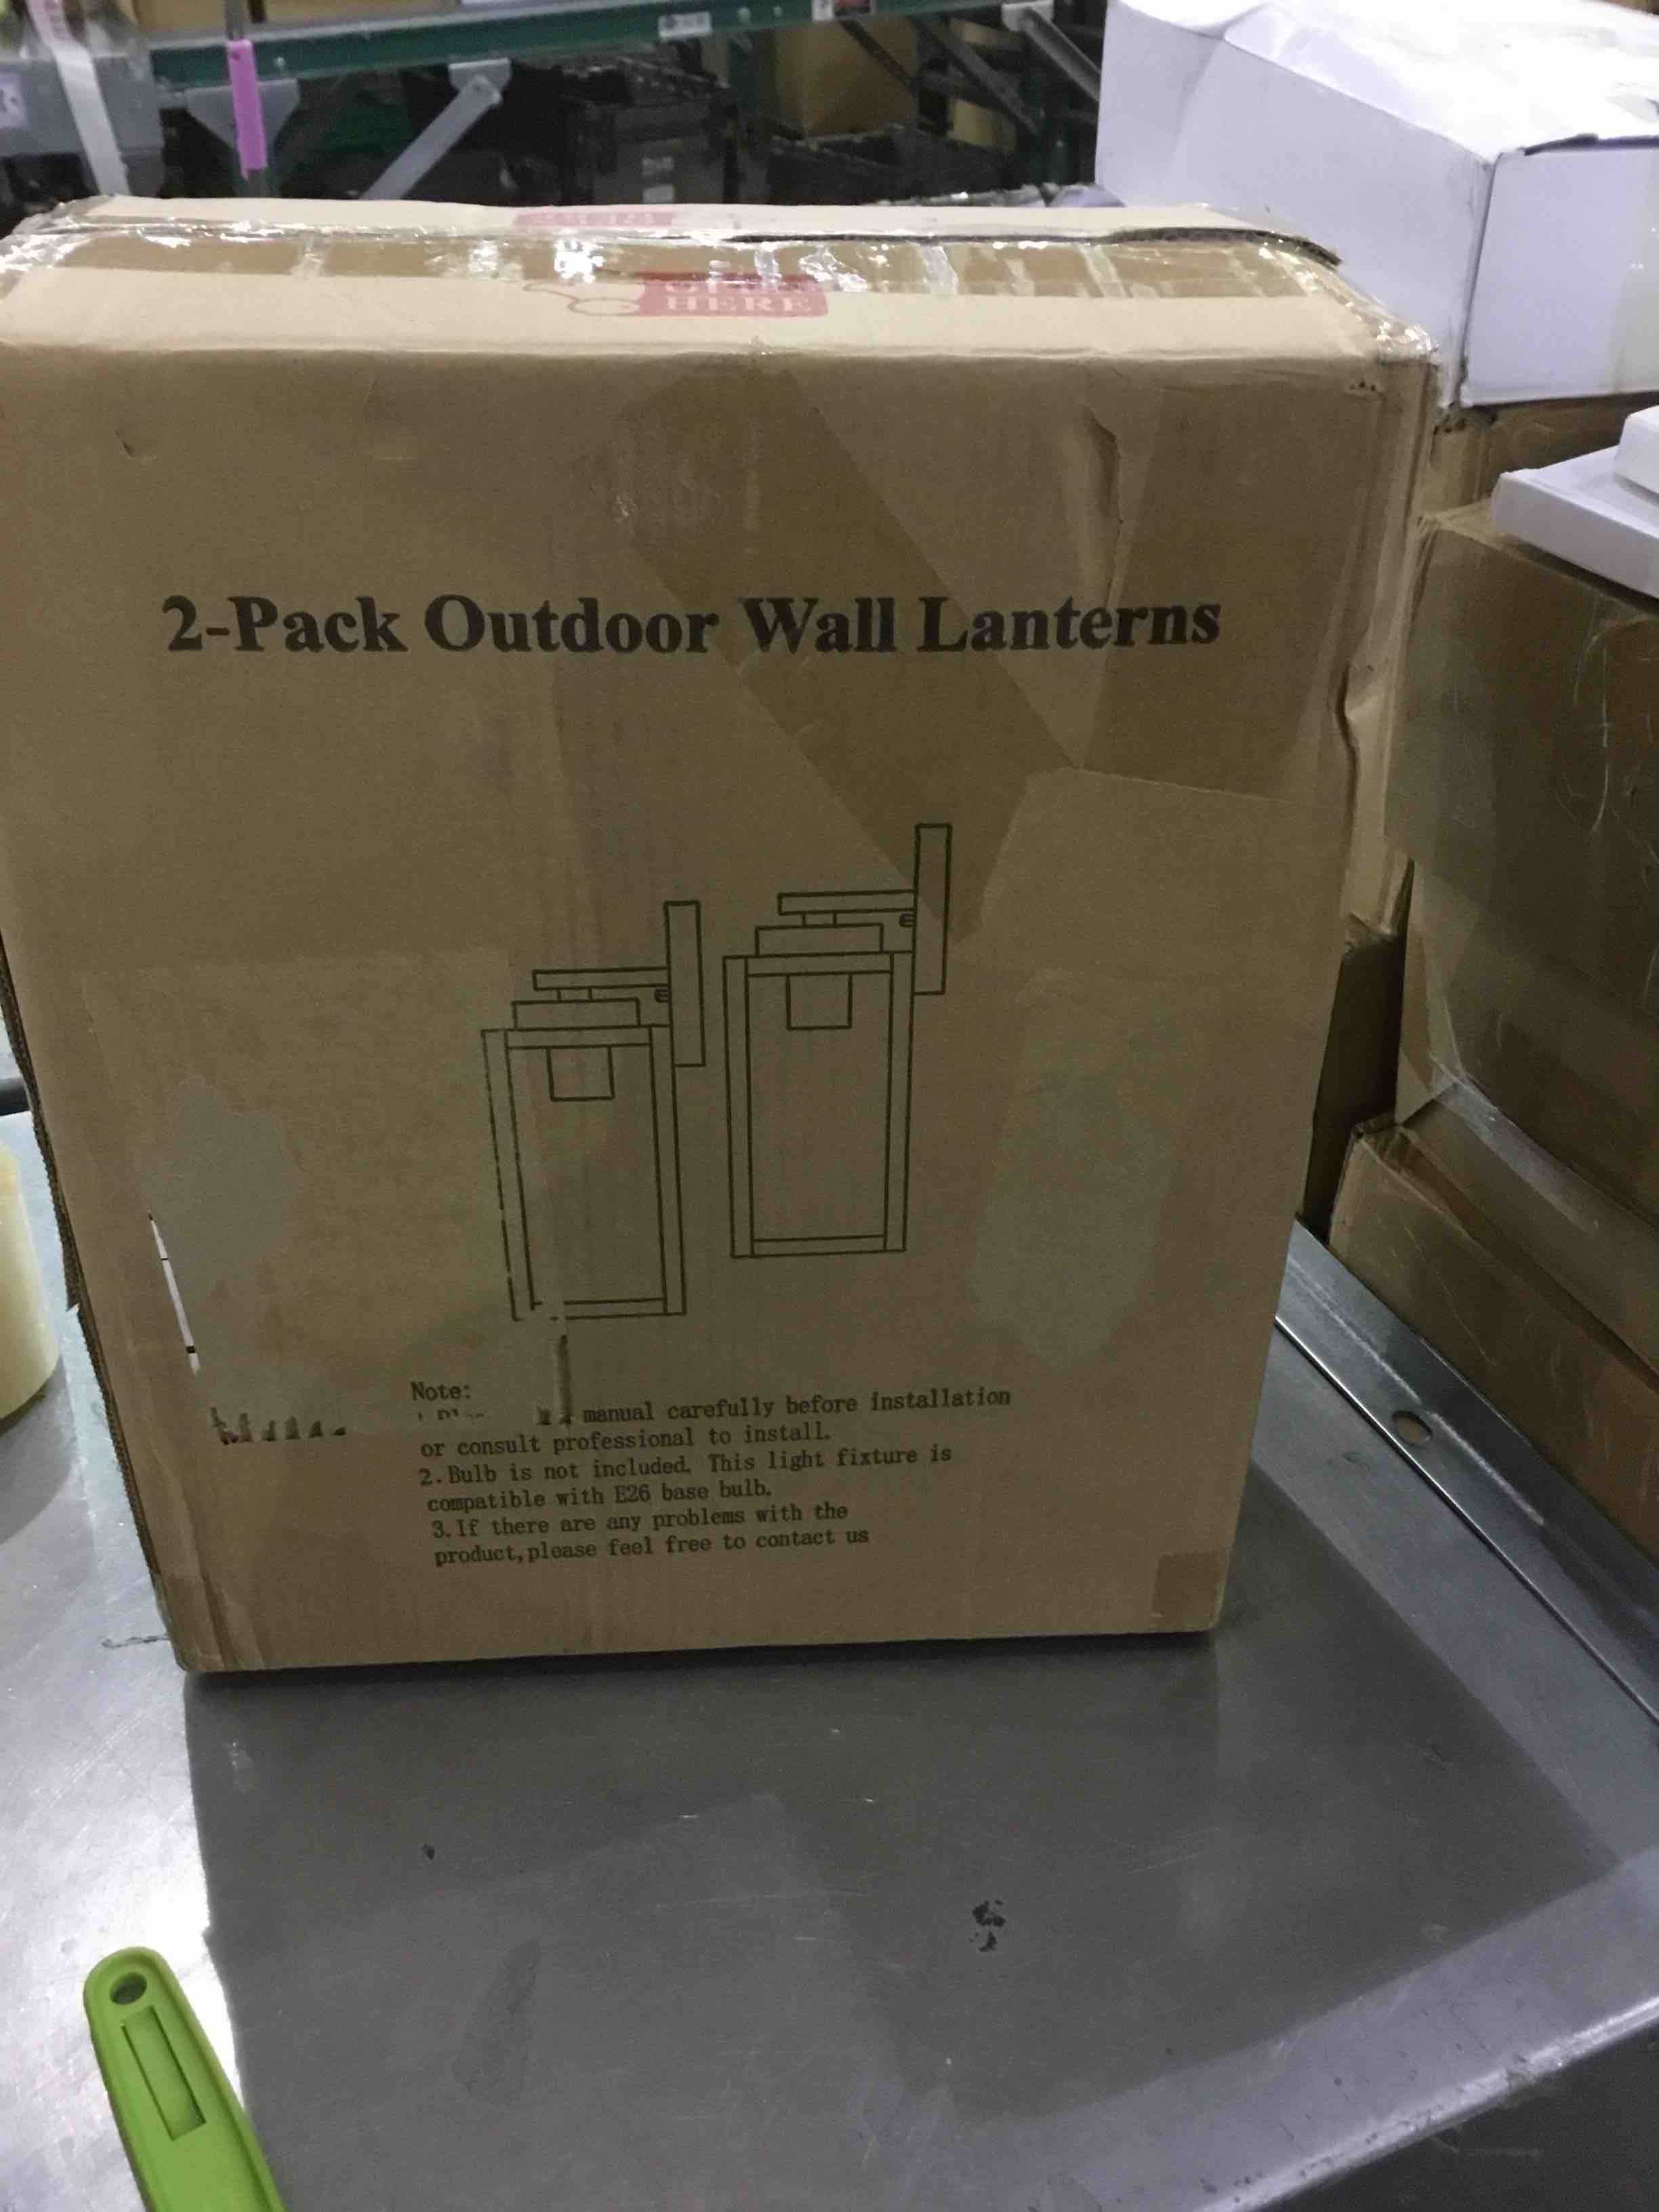 HERE
2-Pack Outdoor Wall Lanterns
Note:
manual carefully before installation
or consult professional to install.
2. Bulb is not included. This light fixture is
compatible with E26 base bulb.
3. If there are any problems with the
product, please feel free to contact us